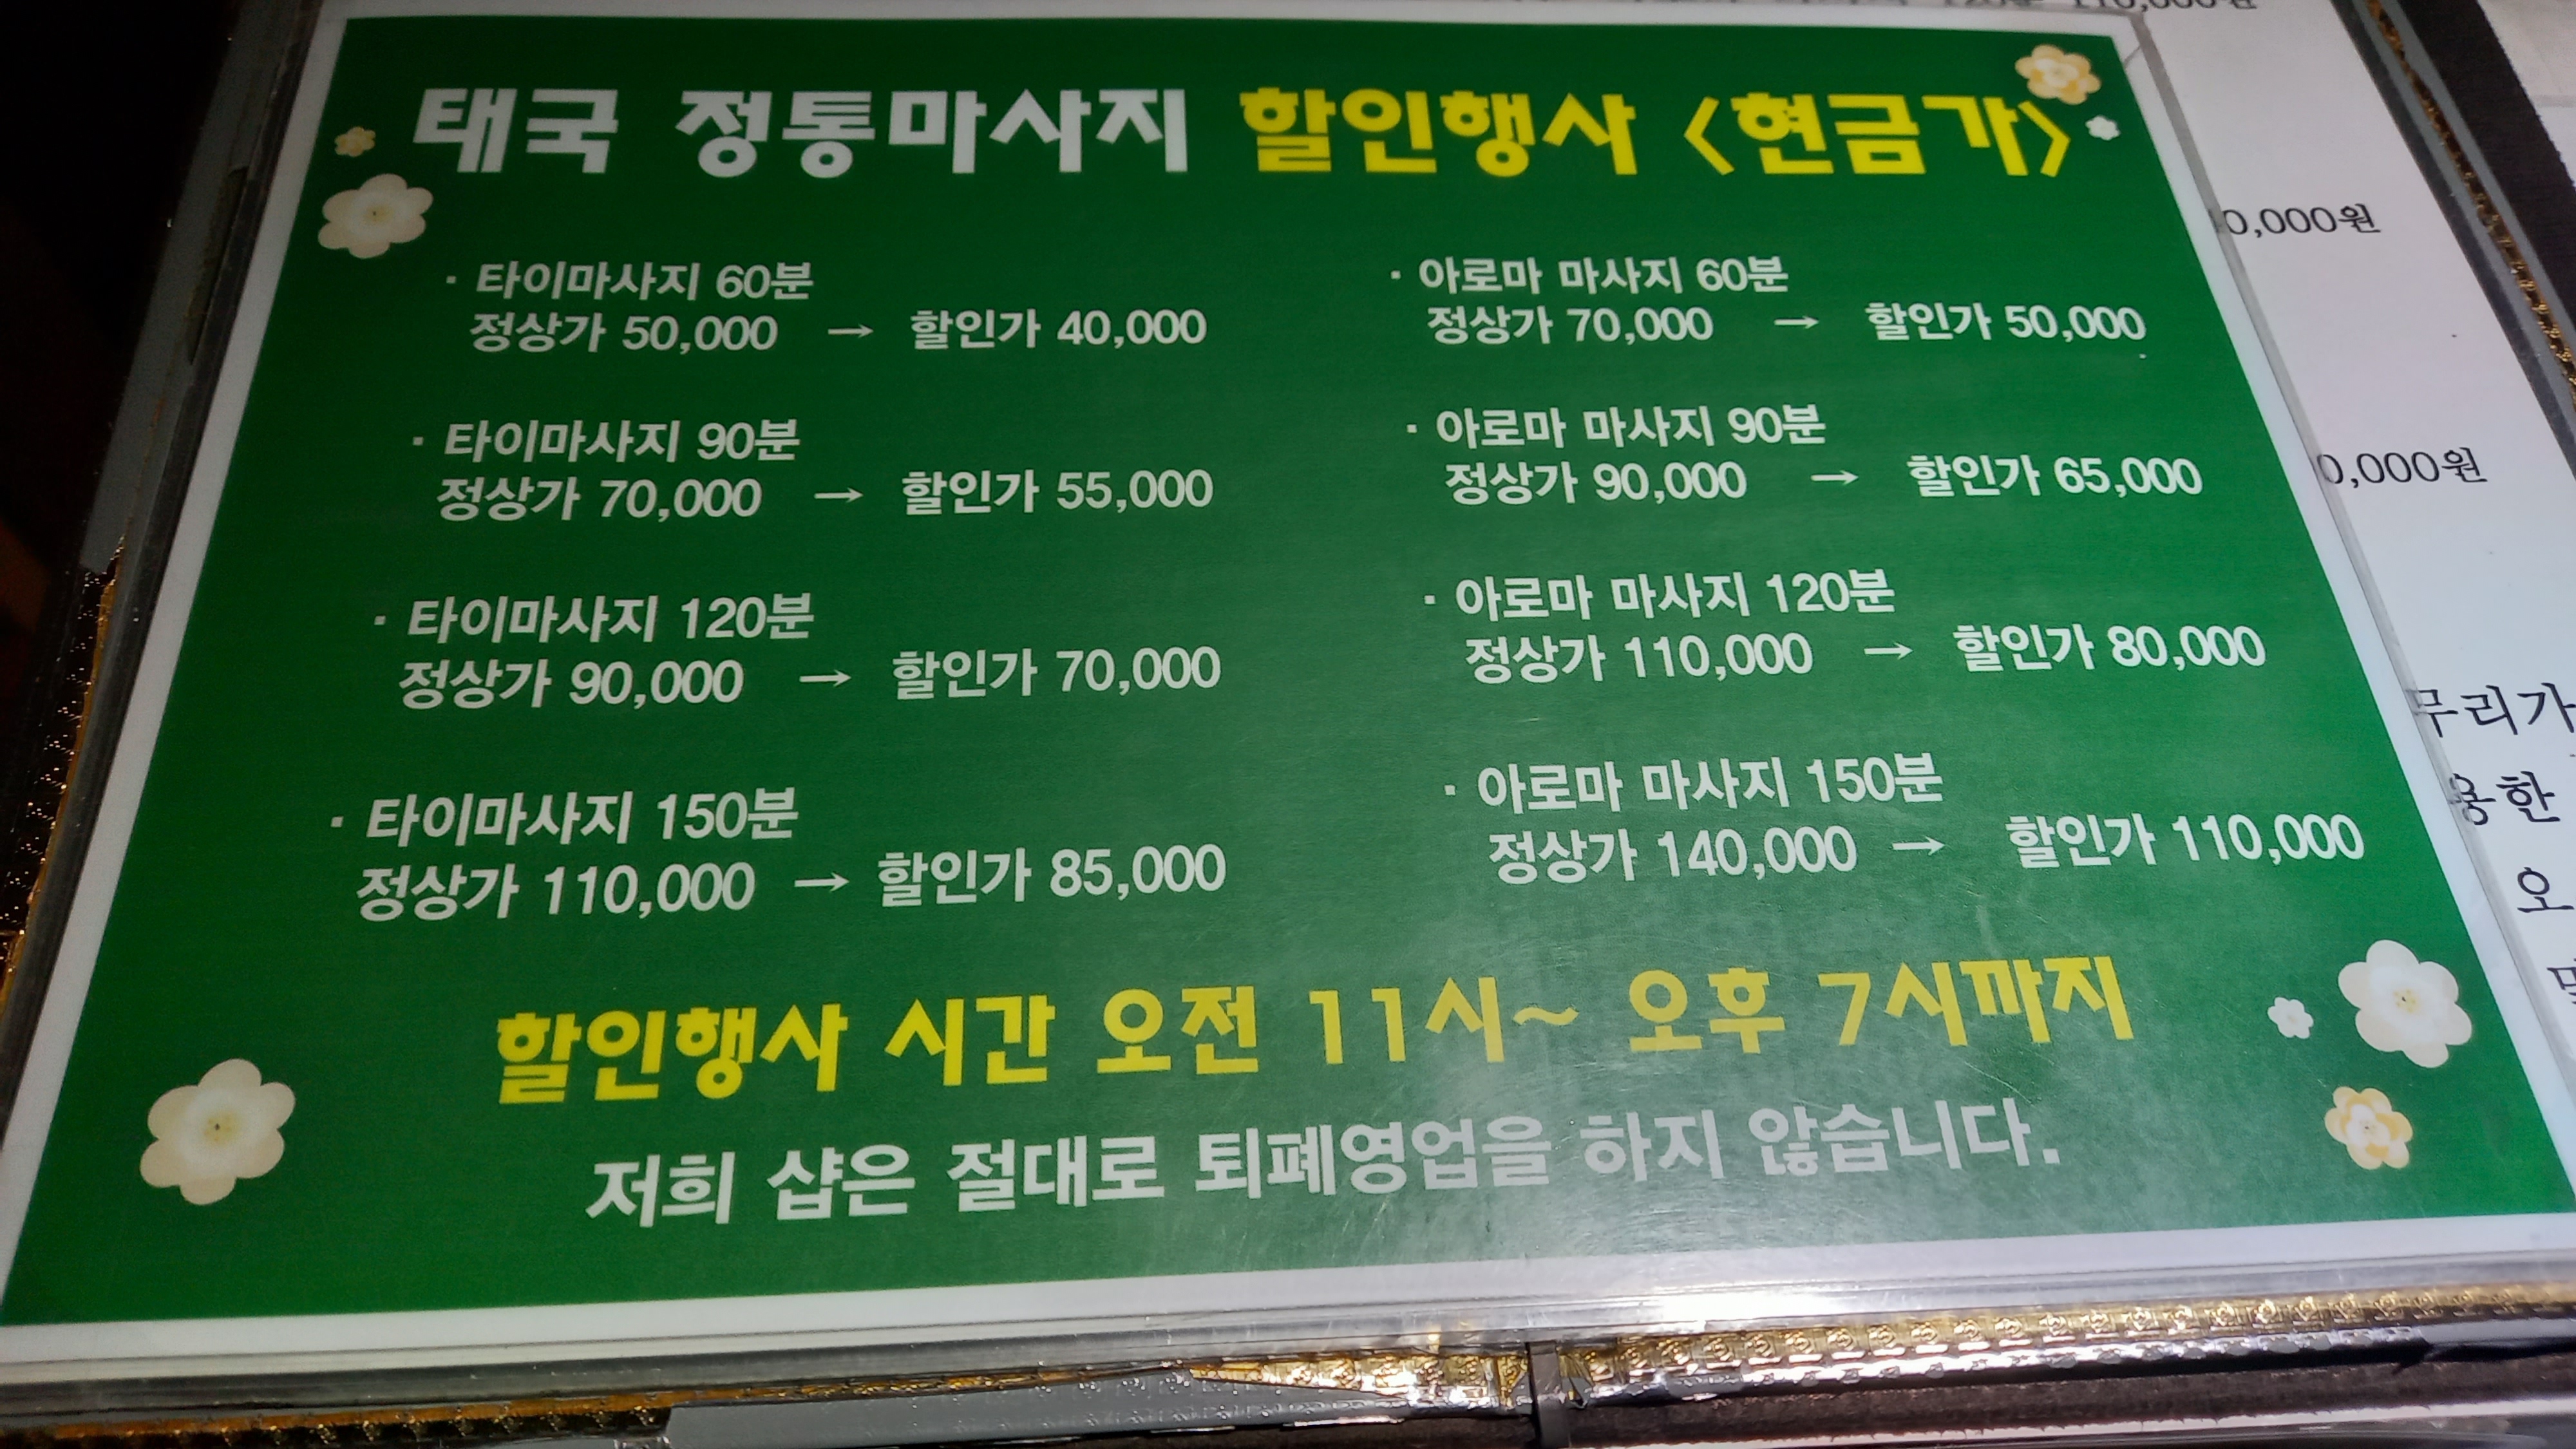 태국 정통마사지 할인행사 <현금가>
· 타이마사지 60분
정상가 50,000 → 할인가 40,000
· 타이마사지 90분
정상가 70,000 → 할인가 55,000
· 타이마사지 120분
정상가 90,000 → 할인가 70,000
· 타이마사지 150분
정상가 110,000 → 할인가 85,000
· 아로마 마사지 60분
정상가 70,000 → 할인가 50,000
· 아로마 마사지 90분
정상가 90,000 → 할인가 65,000
· 아로마 마사지 120분
정상가 110,000 → 할인가 80,000
· 아로마 마사지 150분
정상가 140,000 → 할인가 110,000
할인행사 시간 오전 11시~ 오후 7시까지
저희 샵은 절대로 퇴폐영업을 하지 않습니다.
0,000원
0,000원